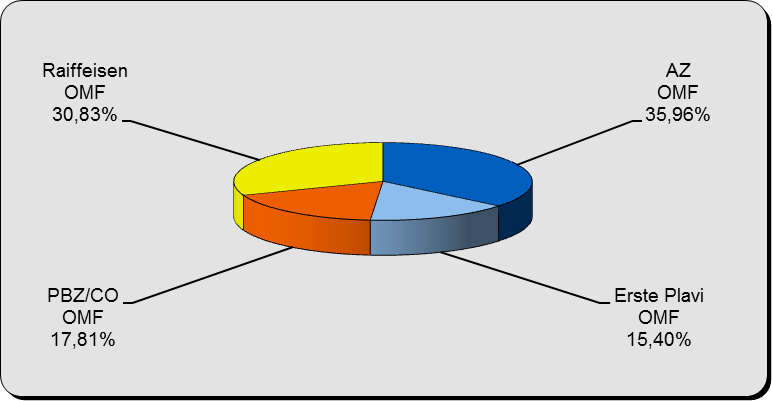 Raiffeisen
OMF
30,83%
AZ
OMF
35,96%
PBZ/CO
OMF
17,81%
Erste Plavi
OMF
15,40%